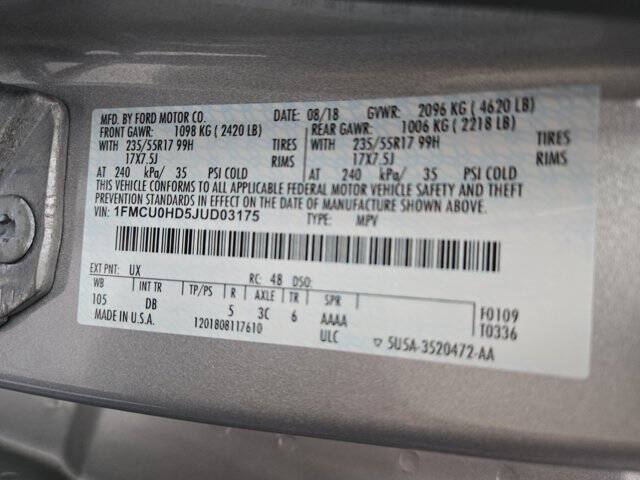 MFD. BY FORD MOTOR CO. DATE: 08/18 GVWR: 2096 KG (4620 LB)
FRONT GAWR: 1098 KG (2420 LB) REAR GAWR: 1006 KG (2218 LB)
WITH 235/55R17 99H TIRES WITH 235/55R17 99H TIRES
17X7.5J RIMS 17X7.5J RIMS
AT 240 kPa/ 35 PSI COLD AT 240 kPa/ 35 PSI COLD
THIS VEHICLE CONFORMS TO ALL APPLICABLE FEDERAL MOTOR VEHICLE SAFETY AND THEFT
PREVENTION STANDARDS IN EFFECT ON THE DATE OF MANUFACTURE SHOWN ABOVE.
VIN: 1FMCU0HD5JUD03175 TYPE: MPV
EXT PNT: UX RC: 48 DSO:
WB INT TR TP/PS R AXLE TR SPR
105 DB 5 3C 6 AAAA F0109
MADE IN U.S.A. 1201808117610 ULC T0336
5U5A-3520472-AA